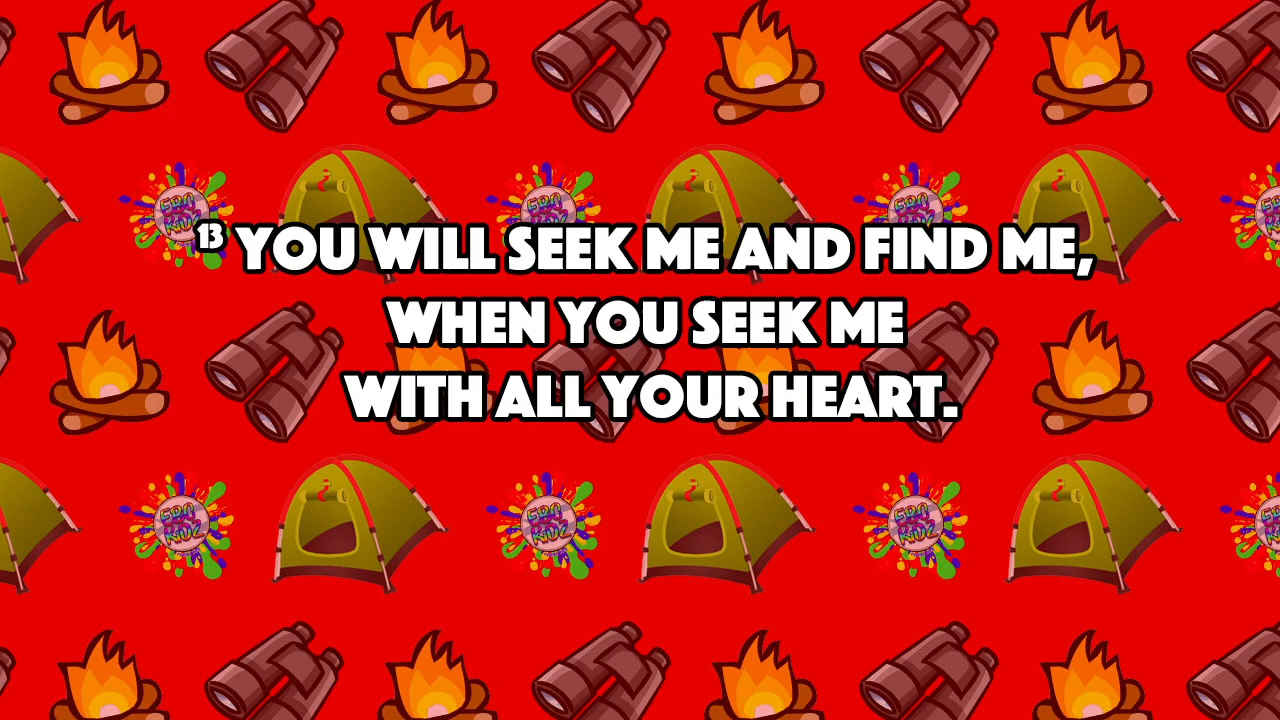 ¹³ YOU WILL SEEK ME AND FIND ME,
WHEN YOU SEEK ME
WITH ALL YOUR HEART.